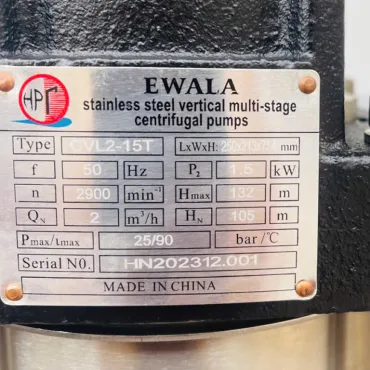 HPT
EWALA
stainless steel vertical multi-stage
centrifugal pumps
Type CVL2-15T LxWxH: mm
f 50 Hz P2 1.5 kW
n 2900 min⁻¹ Hmax 132 m
QN 2 m³/h HN 105 m
Pmax/tmax 25/90 bar/℃
Serial N0. HN202312.001
MADE IN CHINA